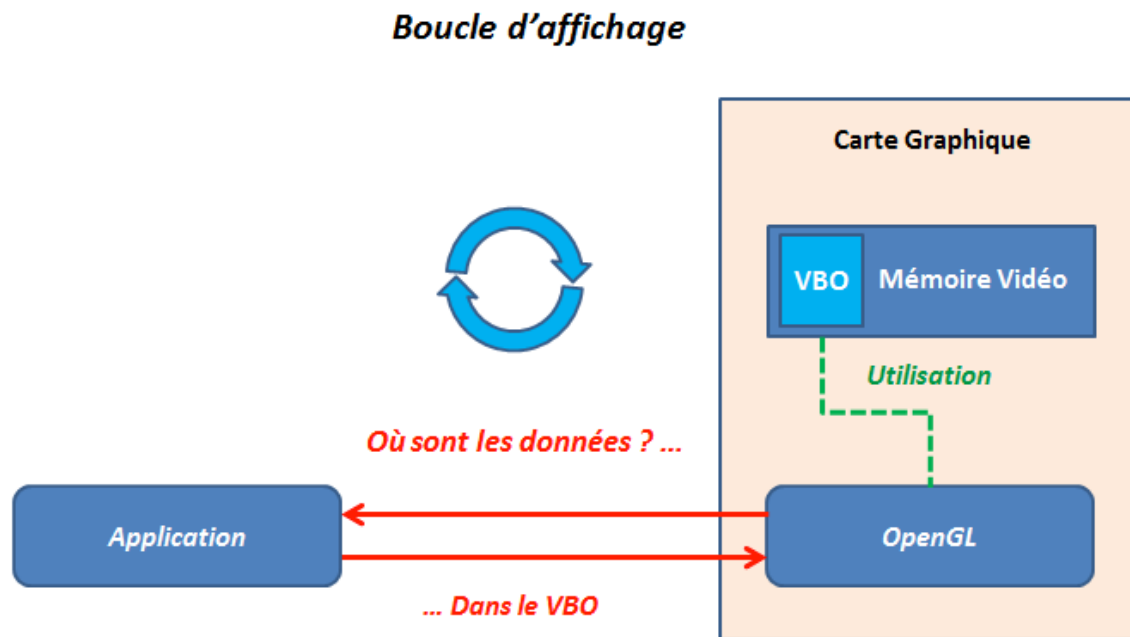 Boucle d’affichage
Carte Graphique
VBO
Mémoire Vidéo
Utilisation
Où sont les données ? ...
Application
OpenGL
... Dans le VBO